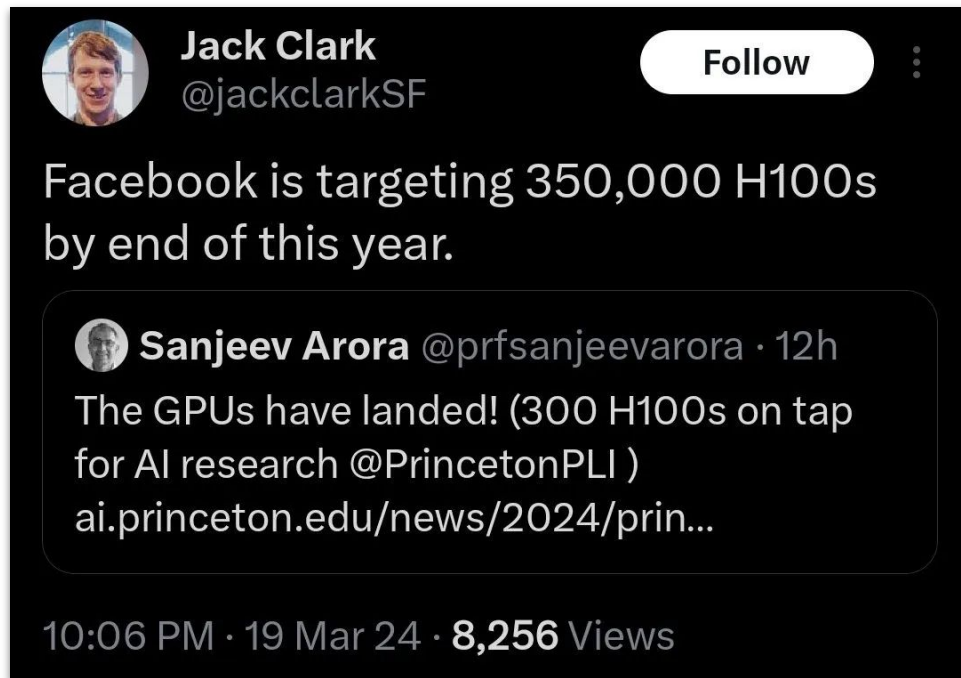 Jack Clark
Follow
@jackclarkSF
Facebook is targeting 350,000 H100s
by end of this year.
Sanjeev Arora @prfsanjeevarora · 12h
The GPUs have landed! (300 H100s on tap
for AI research @PrincetonPLI )
ai.princeton.edu/news/2024/prin...
10:06 PM · 19 Mar 24 · 8,256 Views